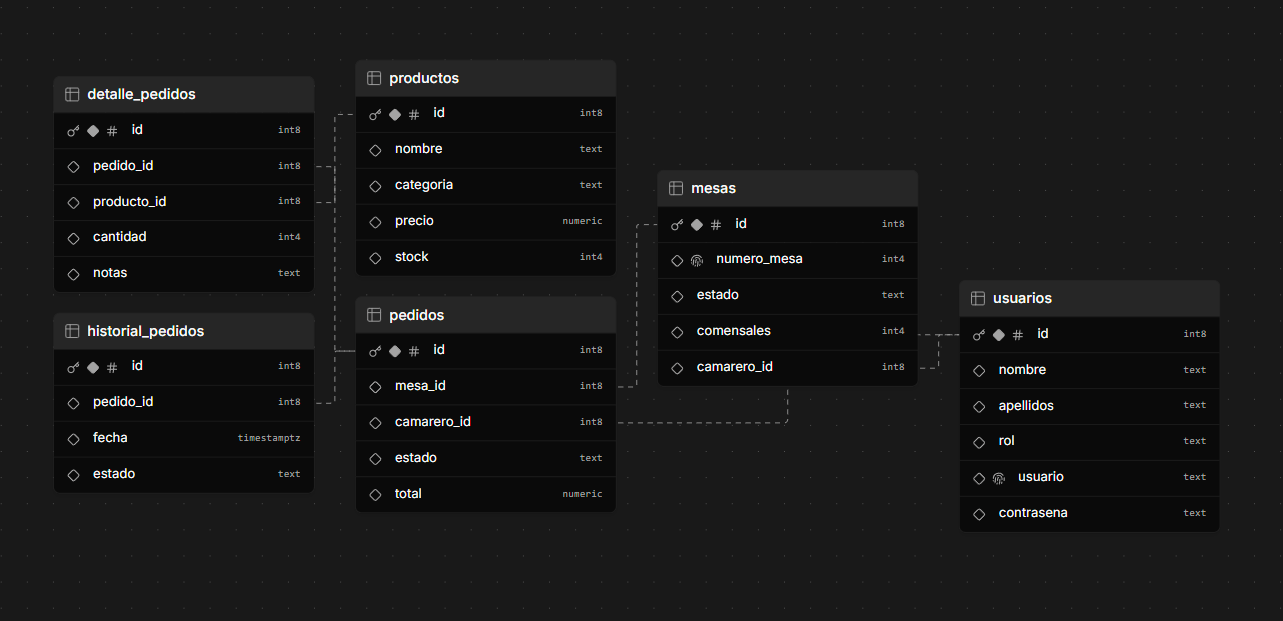 detalle_pedidos
# id int8
pedido_id int8
producto_id int8
cantidad int4
notas text
historial_pedidos
# id int8
pedido_id int8
fecha timestamptz
estado text
productos
# id int8
nombre text
categoria text
precio numeric
stock int4
pedidos
# id int8
mesa_id int8
camarero_id int8
estado text
total numeric
mesas
# id int8
numero_mesa int4
estado text
comensales int4
camarero_id int8
usuarios
# id int8
nombre text
apellidos text
rol text
usuario text
contrasena text